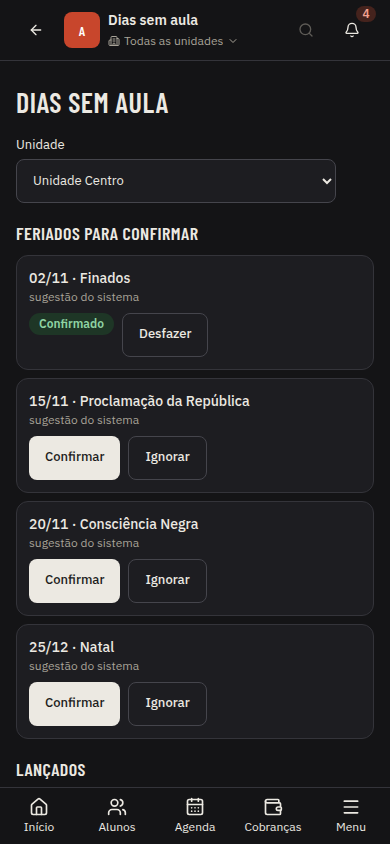 A
Dias sem aula
Todas as unidades
4
DIAS SEM AULA
Unidade
Unidade Centro
FERIADOS PARA CONFIRMAR
02/11 · Finados
sugestão do sistema
Confirmado
Desfazer
15/11 · Proclamação da República
sugestão do sistema
Confirmar
Ignorar
20/11 · Consciência Negra
sugestão do sistema
Confirmar
Ignorar
25/12 · Natal
sugestão do sistema
Confirmar
Ignorar
LANÇADOS
Início
Alunos
Agenda
Cobranças
Menu